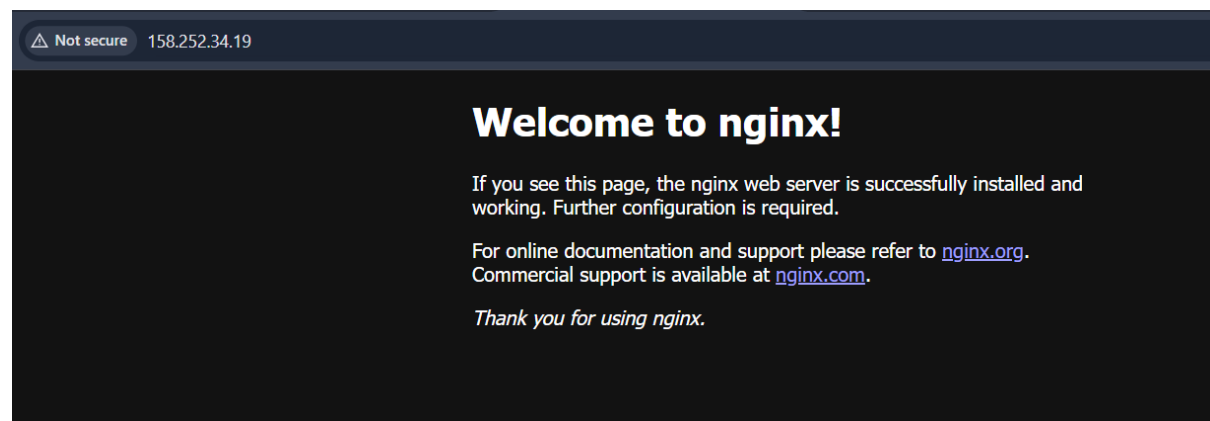 Not secure 158.252.34.19
Welcome to nginx!
If you see this page, the nginx web server is successfully installed and
working. Further configuration is required.
For online documentation and support please refer to nginx.org.
Commercial support is available at nginx.com.
Thank you for using nginx.